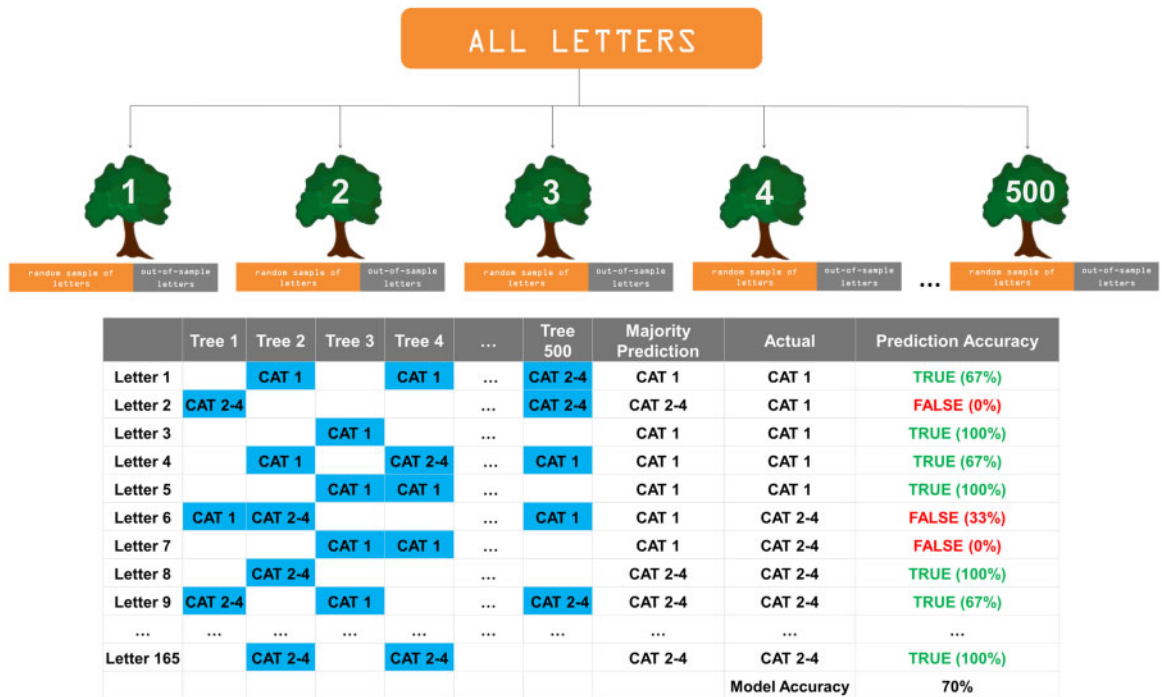 ALL LETTERS
1 2 3 4 500
random sample of letters out-of-sample letters random sample of letters out-of-sample letters random sample of letters out-of-sample letters random sample of letters out-of-sample letters ... random sample of letters out-of-sample letters
Tree 1 Tree 2 Tree 3 Tree 4 ... Tree 500 Majority Prediction Actual Prediction Accuracy
Letter 1 CAT 1 CAT 1 ... CAT 2-4 CAT 1 CAT 1 TRUE (67%)
Letter 2 CAT 2-4 ... CAT 2-4 CAT 2-4 CAT 1 FALSE (0%)
Letter 3 CAT 1 ... CAT 1 CAT 1 TRUE (100%)
Letter 4 CAT 1 CAT 2-4 ... CAT 1 CAT 1 CAT 1 TRUE (67%)
Letter 5 CAT 1 CAT 1 ... CAT 1 CAT 1 TRUE (100%)
Letter 6 CAT 1 CAT 2-4 ... CAT 1 CAT 1 CAT 2-4 FALSE (33%)
Letter 7 CAT 1 CAT 1 ... CAT 1 CAT 2-4 FALSE (0%)
Letter 8 CAT 2-4 ... CAT 2-4 CAT 2-4 TRUE (100%)
Letter 9 CAT 2-4 CAT 1 ... CAT 2-4 CAT 2-4 CAT 2-4 TRUE (67%)
... ... ... ... ... ... ... ... ... ...
Letter 165 CAT 2-4 CAT 2-4 CAT 2-4 CAT 2-4 TRUE (100%)
Model Accuracy 70%